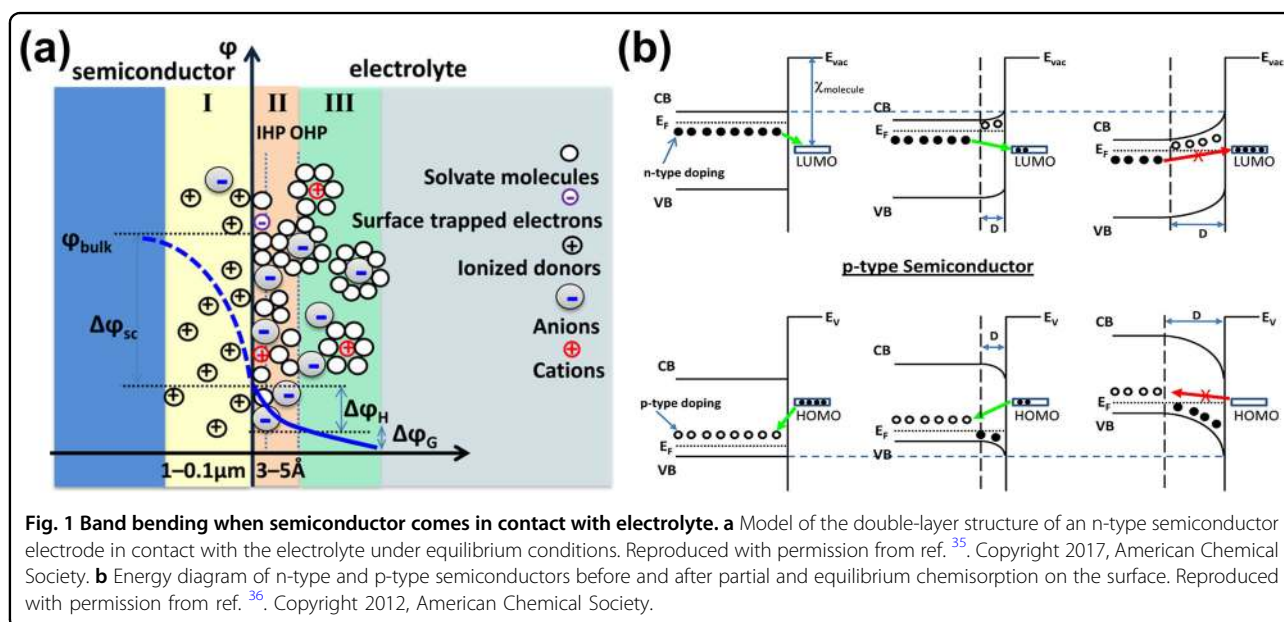 (a)
φ
semiconductor
electrolyte
I
II
III
IHP OHP
Solvate molecules
Surface trapped electrons
Ionized donors
Anions
Cations
φbulk
Δφsc
ΔφH
ΔφG
1–0.1μm
3–5Å
(b)
Evac
χmolecule
CB
EF
LUMO
n-type doping
VB
Evac
CB
EF
LUMO
VB
D
Evac
CB
EF
LUMO
VB
D
p-type Semiconductor
EV
CB
p-type doping
HOMO
EF
VB
EV
D
CB
HOMO
EF
VB
EV
D
CB
EF
HOMO
VB
Fig. 1 Band bending when semiconductor comes in contact with electrolyte. a Model of the double-layer structure of an n-type semiconductor
electrode in contact with the electrolyte under equilibrium conditions. Reproduced with permission from ref. 35. Copyright 2017, American Chemical
Society. b Energy diagram of n-type and p-type semiconductors before and after partial and equilibrium chemisorption on the surface. Reproduced
with permission from ref. 36. Copyright 2012, American Chemical Society.